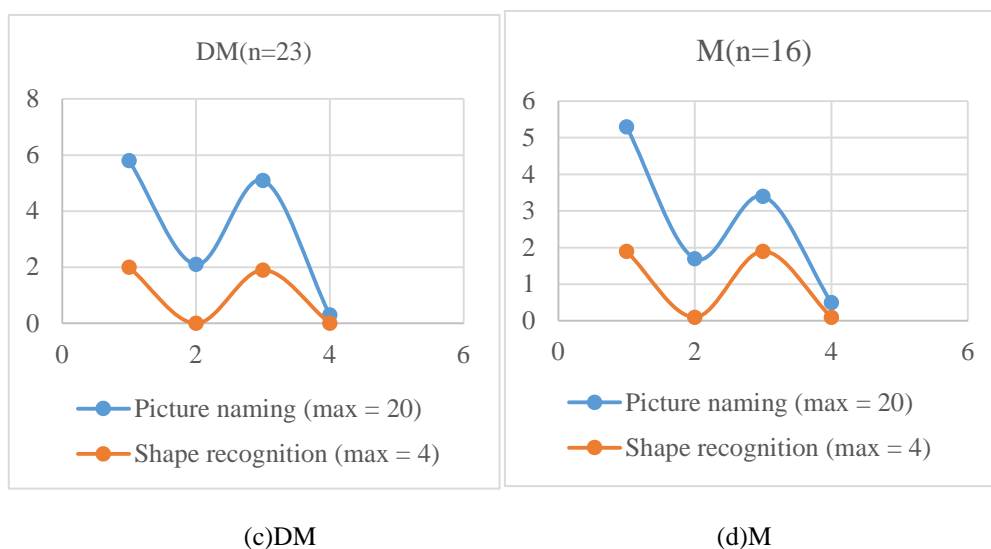 DM(n=23)
8
6
4
2
0
0 2 4 6
Picture naming (max = 20)
Shape recognition (max = 4)
M(n=16)
6
5
4
3
2
1
0
0 2 4 6
Picture naming (max = 20)
Shape recognition (max = 4)
(c)DM
(d)M